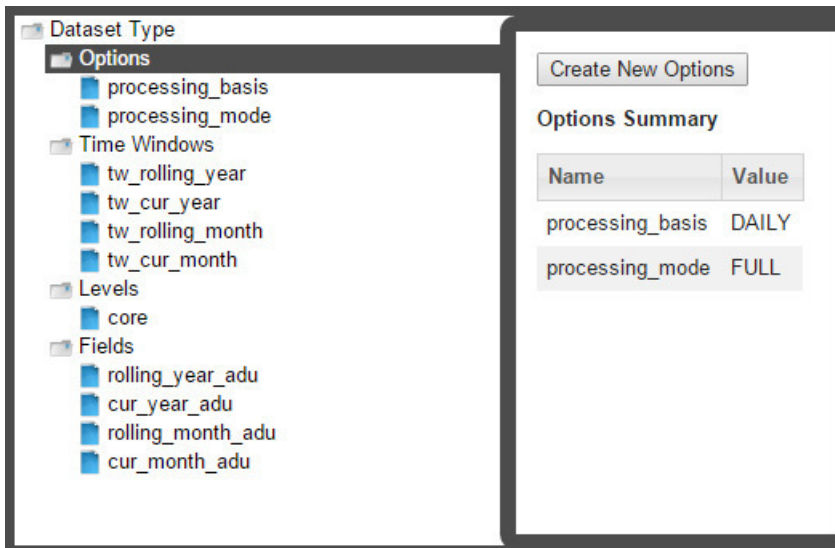 Dataset Type
Options
processing_basis
processing_mode
Time Windows
tw_rolling_year
tw_cur_year
tw_rolling_month
tw_cur_month
Levels
core
Fields
rolling_year_adu
cur_year_adu
rolling_month_adu
cur_month_adu
Create New Options
Options Summary
Name Value
processing_basis DAILY
processing_mode FULL